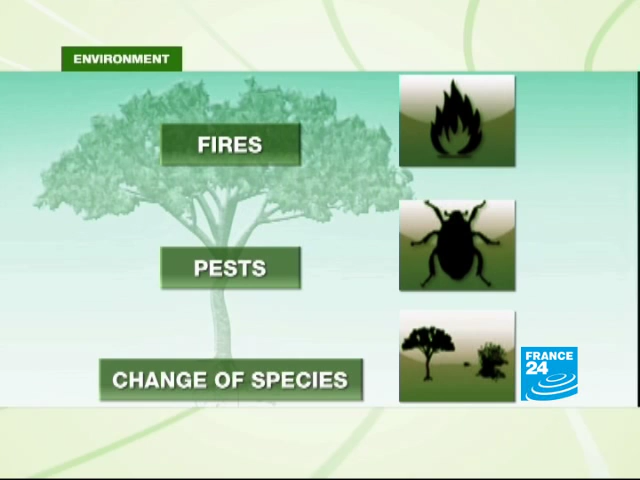 ENVIRONMENT
FIRES
PESTS
CHANGE OF SPECIES
FRANCE
24